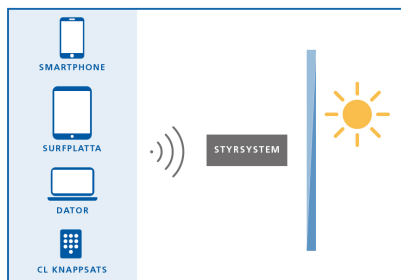 SMARTPHONE
SURFPLATTA
DATOR
CL KNAPPSATS
STYRSYSTEM